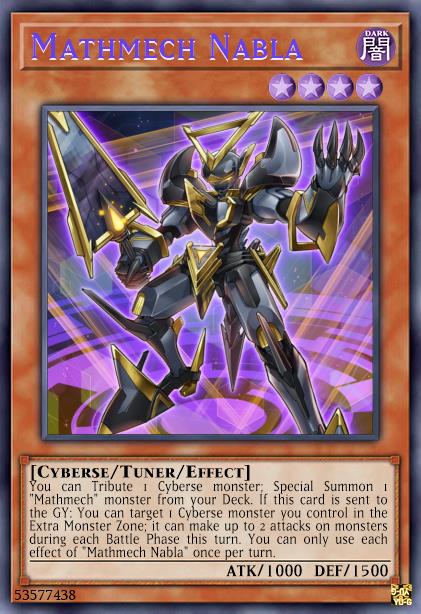 Mathmech Nabla
DARK
闇
[Cyberse/Tuner/Effect]
You can Tribute 1 Cyberse monster; Special Summon 1
"Mathmech" monster from your Deck. If this card is sent to
the GY: You can target 1 Cyberse monster you control in the
Extra Monster Zone; it can make up to 2 attacks on monsters
during each Battle Phase this turn. You can only use each
effect of "Mathmech Nabla" once per turn.
ATK/1000 DEF/1500
53577438